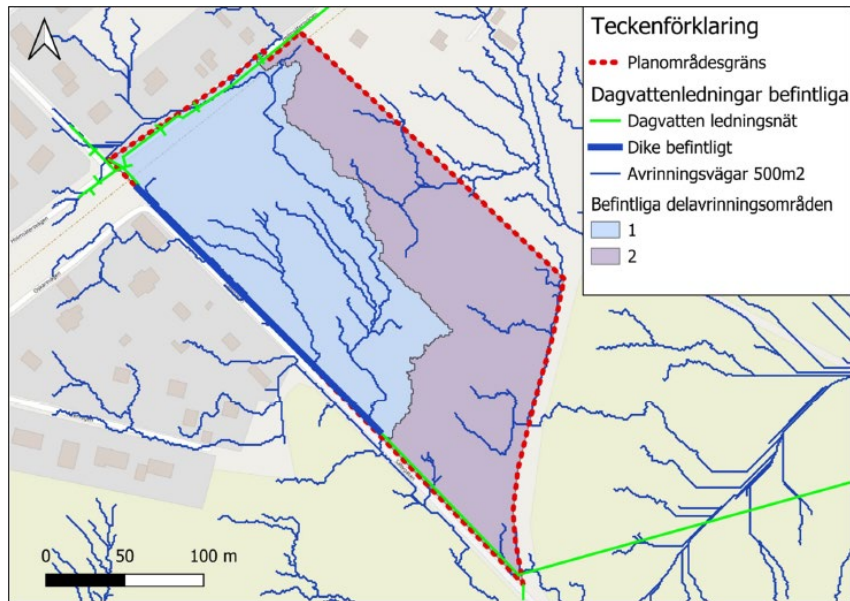 Teckenförklaring
Planområdesgräns
Dagvattenledningar befintliga
Dagvatten ledningsnät
Dike befintligt
Avrinningsvägar 500m2
Befintliga delavrinningsområden
1
2
0 50 100 m